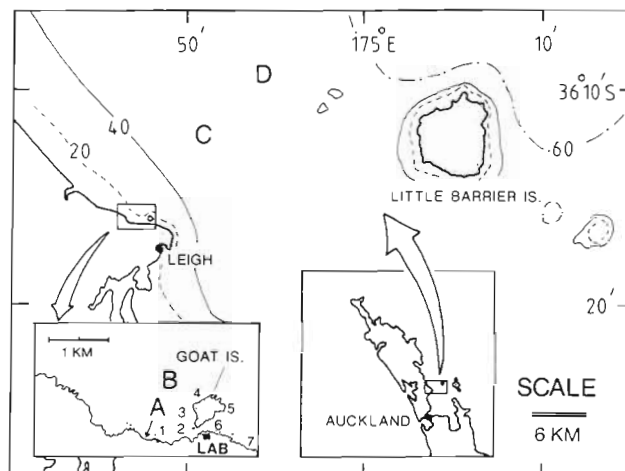 50′
175°E
10′
D
36°10′S
40
C
20
60
LITTLE BARRIER IS.
LEIGH
20′
1 KM
GOAT IS.
B
4
A
3
5
1
2
6
7
LAB
AUCKLAND
SCALE
6 KM